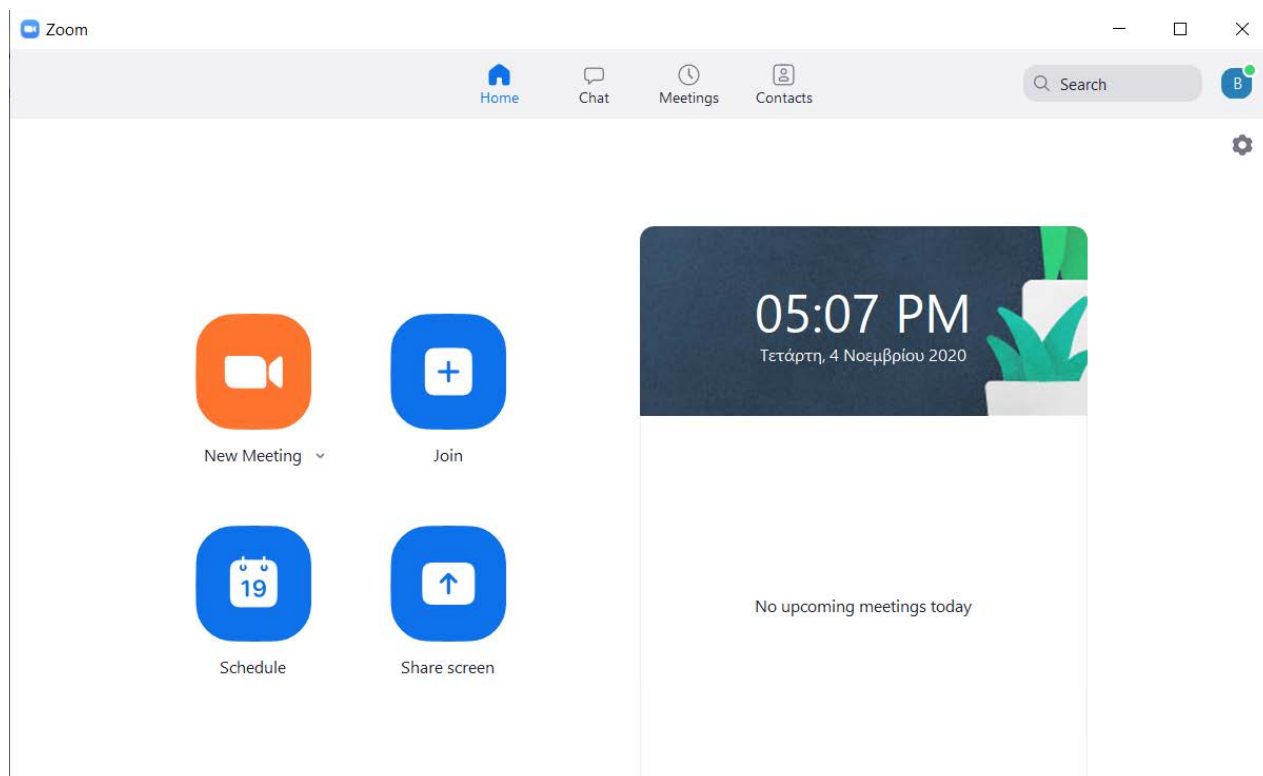 Zoom
Home
Chat
Meetings
Contacts
Search
B
05:07 PM
Τετάρτη, 4 Νοεμβρίου 2020
New Meeting
Join
19
Schedule
Share screen
No upcoming meetings today